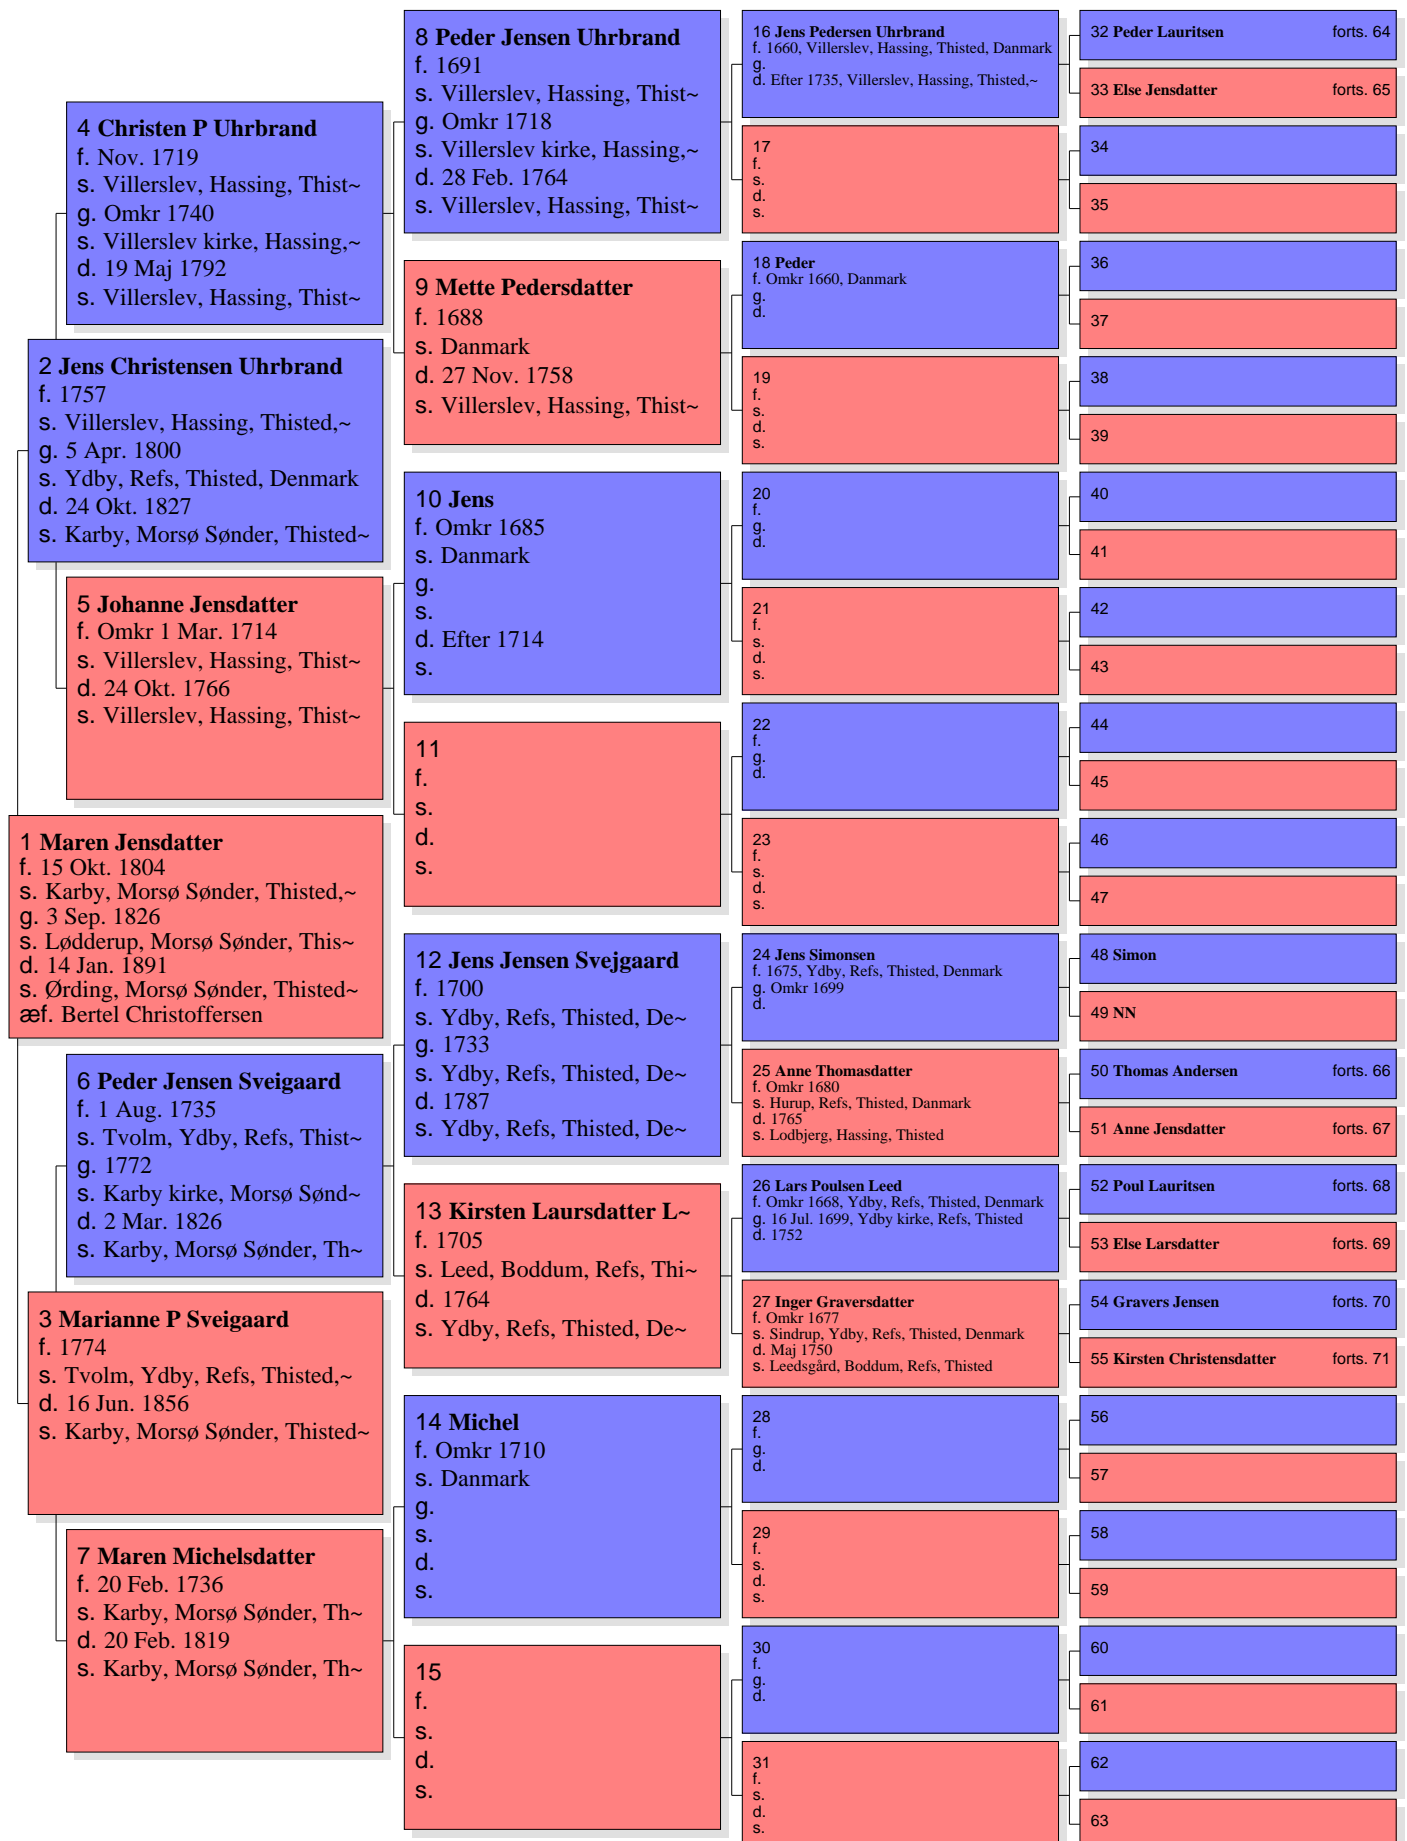 4 Christen P Uhrbrand
f. Nov. 1719
s. Villerslev, Hassing, Thist~
g. Omkr 1740
s. Villerslev kirke, Hassing,~
d. 19 Maj 1792
s. Villerslev, Hassing, Thist~
2 Jens Christensen Uhrbrand
f. 1757
s. Villerslev, Hassing, Thisted,~
g. 5 Apr. 1800
s. Ydby, Refs, Thisted, Denmark
d. 24 Okt. 1827
s. Karby, Morsø Sønder, Thisted~
5 Johanne Jensdatter
f. Omkr 1 Mar. 1714
s. Villerslev, Hassing, Thist~
d. 24 Okt. 1766
s. Villerslev, Hassing, Thist~
1 Maren Jensdatter
f. 15 Okt. 1804
s. Karby, Morsø Sønder, Thisted,~
g. 3 Sep. 1826
s. Lødderup, Morsø Sønder, This~
d. 14 Jan. 1891
s. Ørding, Morsø Sønder, Thisted~
æf. Bertel Christoffersen
6 Peder Jensen Sveigaard
f. 1 Aug. 1735
s. Tvolm, Ydby, Refs, Thist~
g. 1772
s. Karby kirke, Morsø Sønd~
d. 2 Mar. 1826
s. Karby, Morsø Sønder, Th~
3 Marianne P Sveigaard
f. 1774
s. Tvolm, Ydby, Refs, Thisted,~
d. 16 Jun. 1856
s. Karby, Morsø Sønder, Thisted~
7 Maren Michelsdatter
f. 20 Feb. 1736
s. Karby, Morsø Sønder, Th~
d. 20 Feb. 1819
s. Karby, Morsø Sønder, Th~
8 Peder Jensen Uhrbrand
f. 1691
s. Villerslev, Hassing, Thist~
g. Omkr 1718
s. Villerslev kirke, Hassing,~
d. 28 Feb. 1764
s. Villerslev, Hassing, Thist~
9 Mette Pedersdatter
f. 1688
s. Danmark
d. 27 Nov. 1758
s. Villerslev, Hassing, Thist~
10 Jens
f. Omkr 1685
s. Danmark
g.
s.
d. Efter 1714
s.
11
f.
s.
d.
s.
12 Jens Jensen Svejgaard
f. 1700
s. Ydby, Refs, Thisted, De~
g. 1733
s. Ydby, Refs, Thisted, De~
d. 1787
s. Ydby, Refs, Thisted, De~
13 Kirsten Laursdatter L~
f. 1705
s. Leed, Boddum, Refs, Thi~
d. 1764
s. Ydby, Refs, Thisted, De~
14 Michel
f. Omkr 1710
s. Danmark
g.
s.
d.
s.
15
f.
s.
d.
s.
16 Jens Pedersen Uhrbrand
f. 1660, Villerslev, Hassing, Thisted, Danmark
g.
d. Efter 1735, Villerslev, Hassing, Thisted,~
17
f.
s.
d.
s.
18 Peder
f. Omkr 1660, Danmark
g.
d.
19
f.
s.
d.
s.
20
f.
g.
d.
21
f.
s.
d.
s.
22
f.
g.
d.
23
f.
s.
d.
s.
24 Jens Simonsen
f. 1675, Ydby, Refs, Thisted, Denmark
g. Omkr 1699
d.
25 Anne Thomasdatter
f. Omkr 1680
s. Hurup, Refs, Thisted, Danmark
d. 1765
s. Lodbjerg, Hassing, Thisted
26 Lars Poulsen Leed
f. Omkr 1668, Ydby, Refs, Thisted, Denmark
g. 16 Jul. 1699, Ydby kirke, Refs, Thisted
d. 1752
27 Inger Graversdatter
f. Omkr 1677
s. Sindrup, Ydby, Refs, Thisted, Denmark
d. Maj 1750
s. Leedsgård, Boddum, Refs, Thisted
28
f.
g.
d.
29
f.
s.
d.
s.
30
f.
g.
d.
31
f.
s.
d.
s.
32 Peder Lauritsen forts. 64
33 Else Jensdatter forts. 65
34
35
36
37
38
39
40
41
42
43
44
45
46
47
48 Simon
49 NN
50 Thomas Andersen forts. 66
51 Anne Jensdatter forts. 67
52 Poul Lauritsen forts. 68
53 Else Larsdatter forts. 69
54 Gravers Jensen forts. 70
55 Kirsten Christensdatter forts. 71
56
57
58
59
60
61
62
63